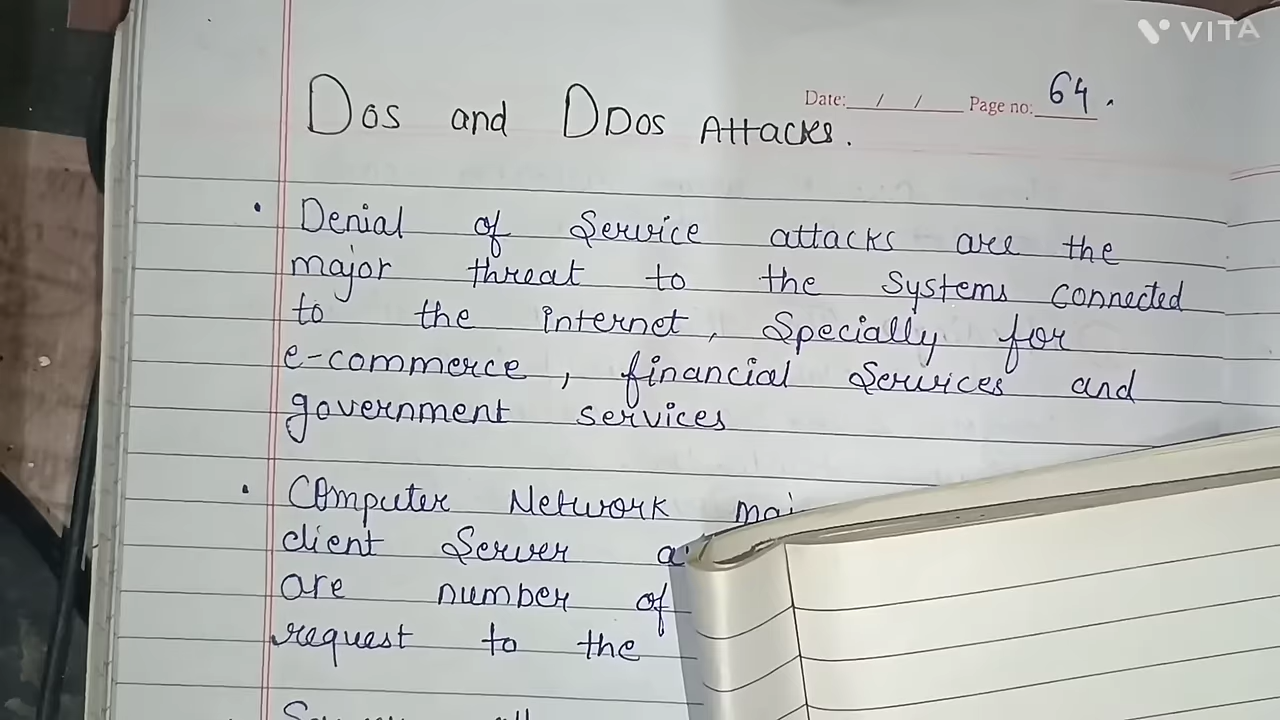 VITA
Date: / / Page no: 64.
Dos and DDos Attacks.
• Denial of Service attacks are the
major threat to the Systems connected
to the internet, Specially for
e-commerce, financial Services and
government services
• Computer Network
client Server
are number of
request to the